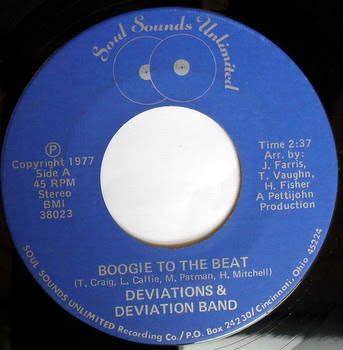 Soul Sounds Unlimited
Ⓟ
Copyright 1977
Side A
45 RPM
Stereo
BMI
38023
Time 2:37
Arr. by:
J. Farris,
T. Vaughn,
H. Fisher
A Pettijohn
Production
BOOGIE TO THE BEAT
(T. Craig, L. Caffie, M. Patman, H. Mitchell)
DEVIATIONS &
DEVIATION BAND
SOUL SOUNDS UNLIMITED Recording Co./P.O. Box 24230/Cincinnati, Ohio 45224